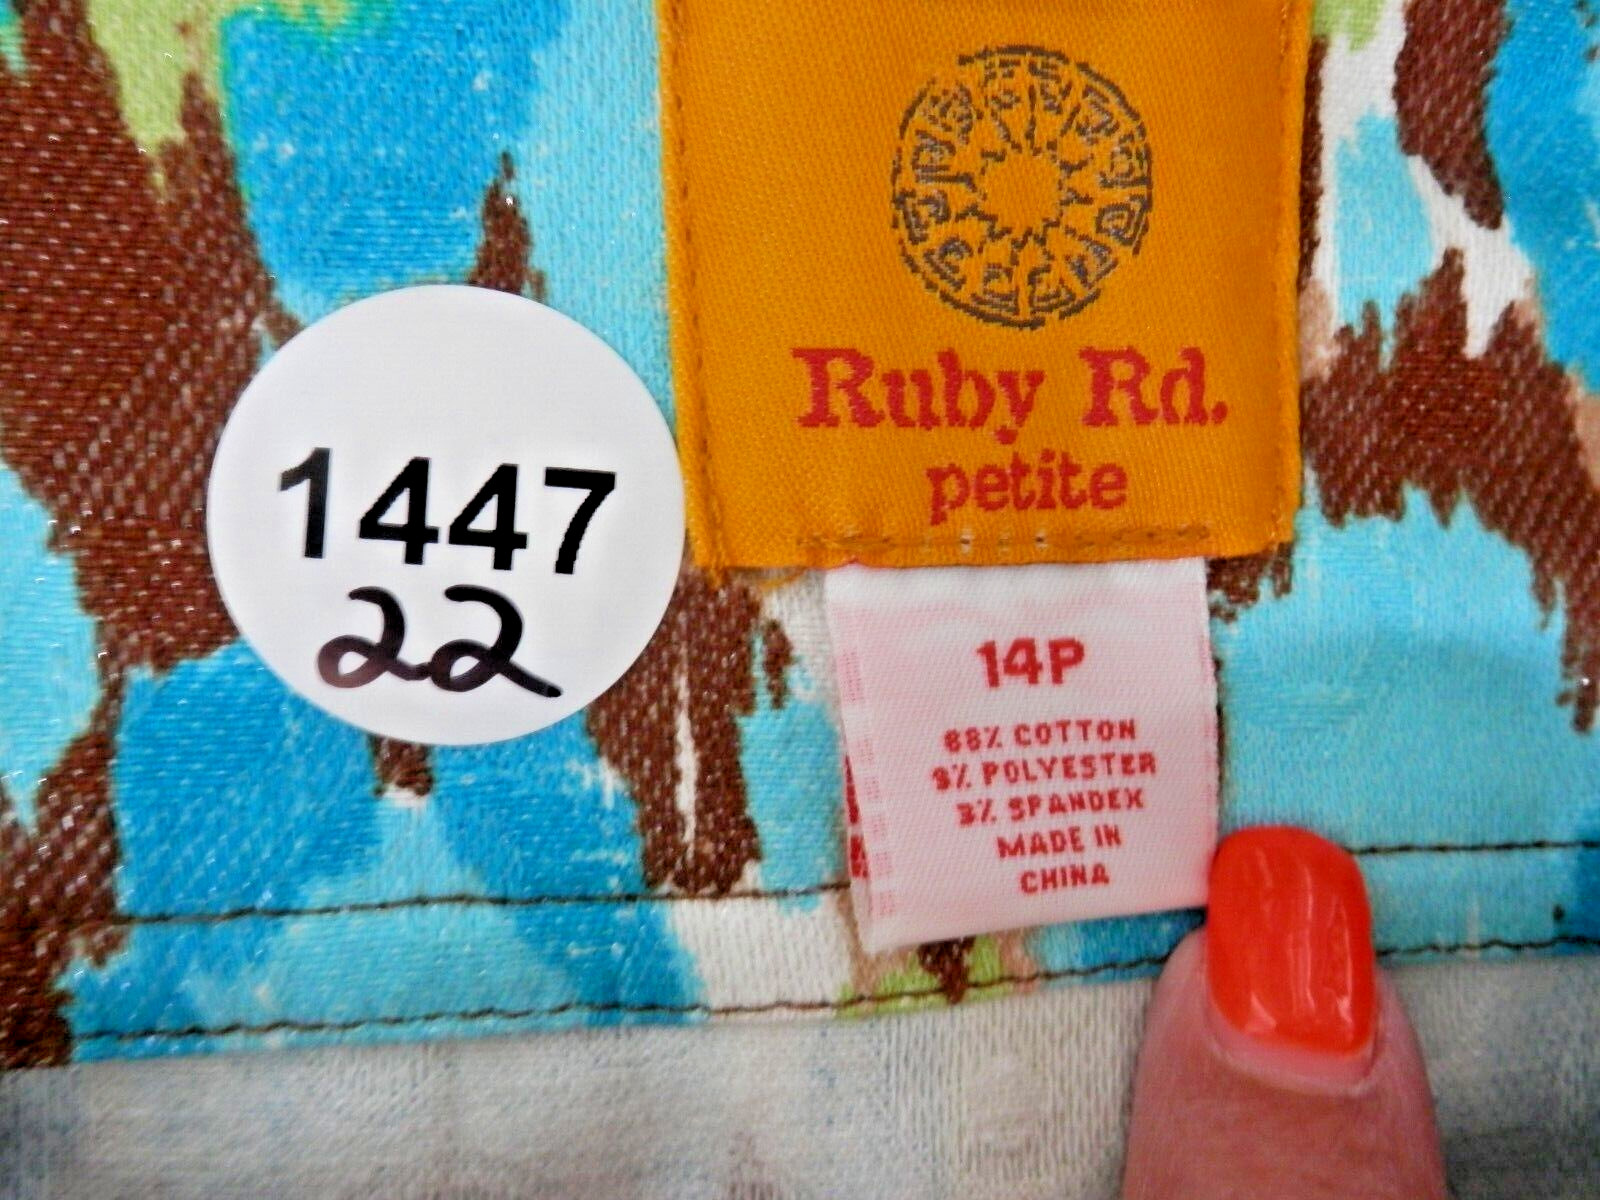 1447
22
Ruby Rd.
petite
14P
88% COTTON
9% POLYESTER
3% SPANDEX
MADE IN
CHINA